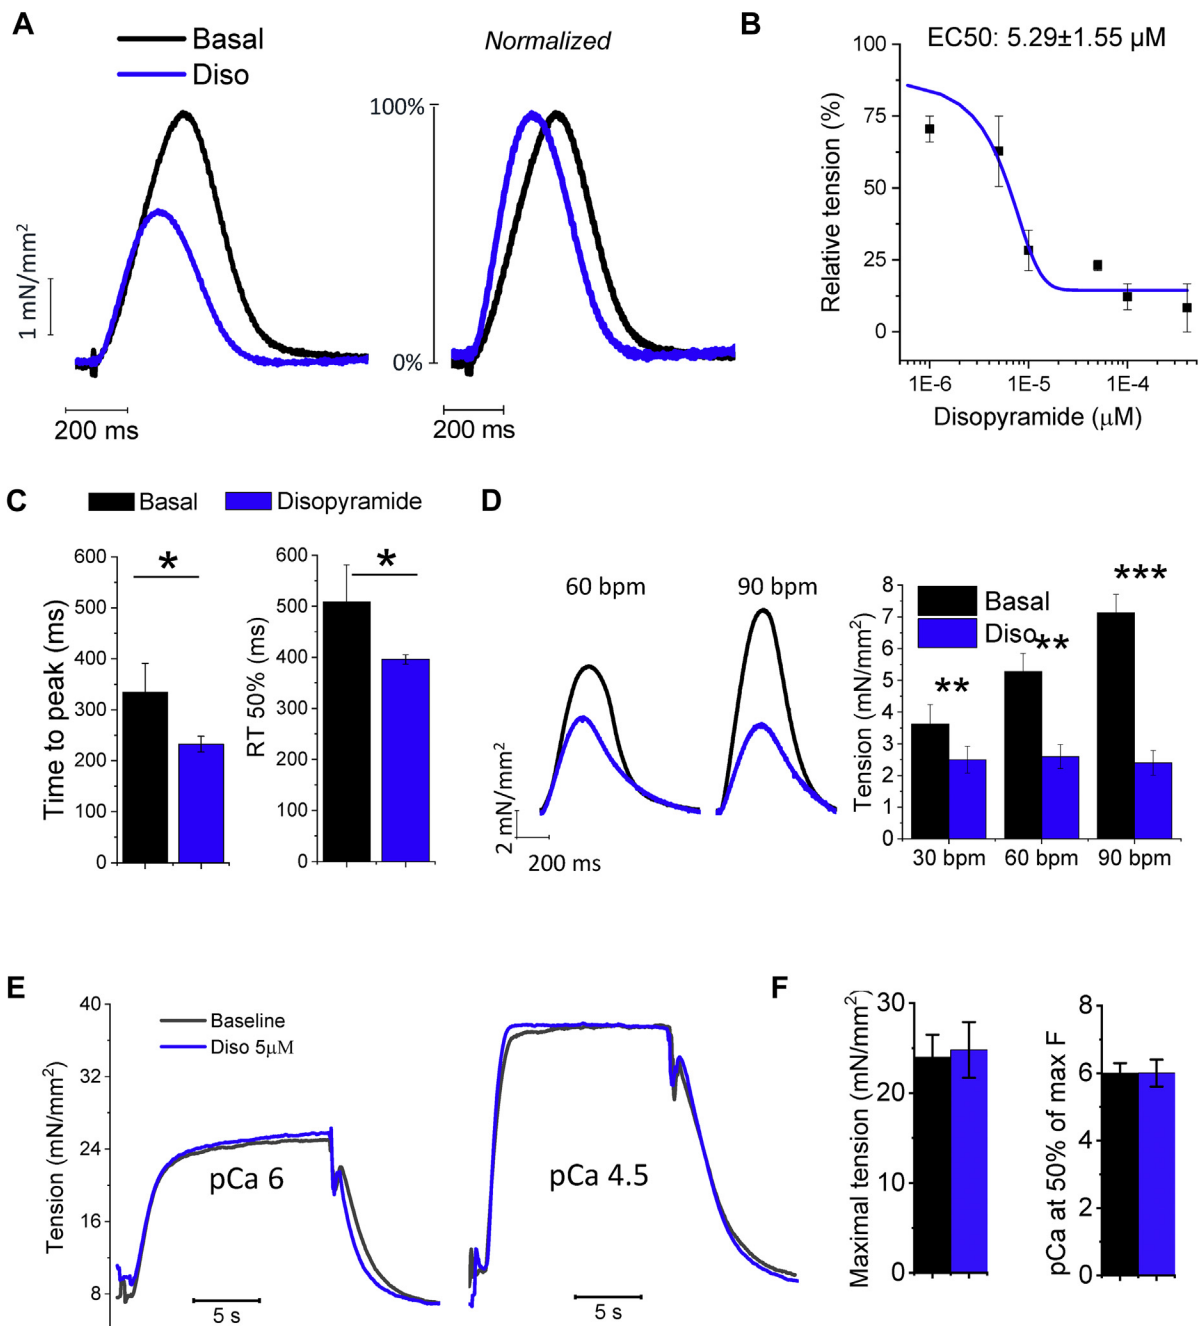 A
Basal
Diso
Normalized
100%
0%
1 mN/mm²
200 ms
200 ms
B
EC50: 5.29±1.55 µM
Relative tension (%)
100
75
50
25
0
1E-6
1E-5
1E-4
Disopyramide (µM)
C
Basal
Disopyramide
Time to peak (ms)
600
500
400
300
200
100
0
*
RT 50% (ms)
600
500
400
300
200
100
0
*
D
60 bpm
90 bpm
2 mN/mm²
200 ms
Tension (mN/mm²)
8
7
6
5
4
3
2
1
0
Basal
Diso
**
**
***
30 bpm
60 bpm
90 bpm
E
Tension (mN/mm²)
40
32
24
16
8
Baseline
Diso 5µM
pCa 6
pCa 4.5
5 s
5 s
F
Maximal tension (mN/mm²)
30
20
10
0
pCa at 50% of max F
8
6
4
2
0